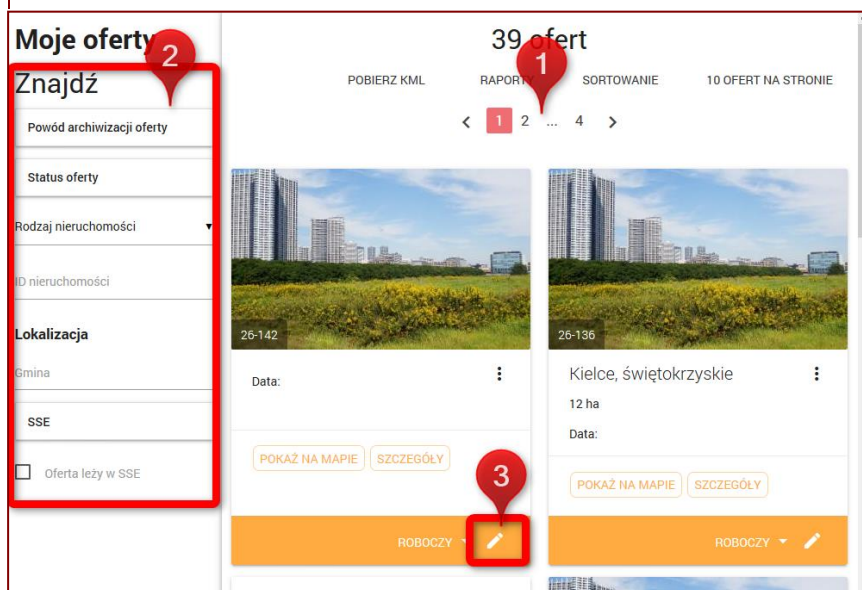 Moje oferty
2
Znajdź
Powód archiwizacji oferty
Status oferty
Rodzaj nieruchomości
ID nieruchomości
Lokalizacja
Gmina
SSE
Oferta leży w SSE
39 ofert
1
POBIERZ KML RAPORTY SORTOWANIE 10 OFERT NA STRONIE
1 2 ... 4
26-142
Data:
POKAŻ NA MAPIE SZCZEGÓŁY
3
ROBOCZY
26-136
Kielce, świętokrzyskie
12 ha
Data:
POKAŻ NA MAPIE SZCZEGÓŁY
ROBOCZY